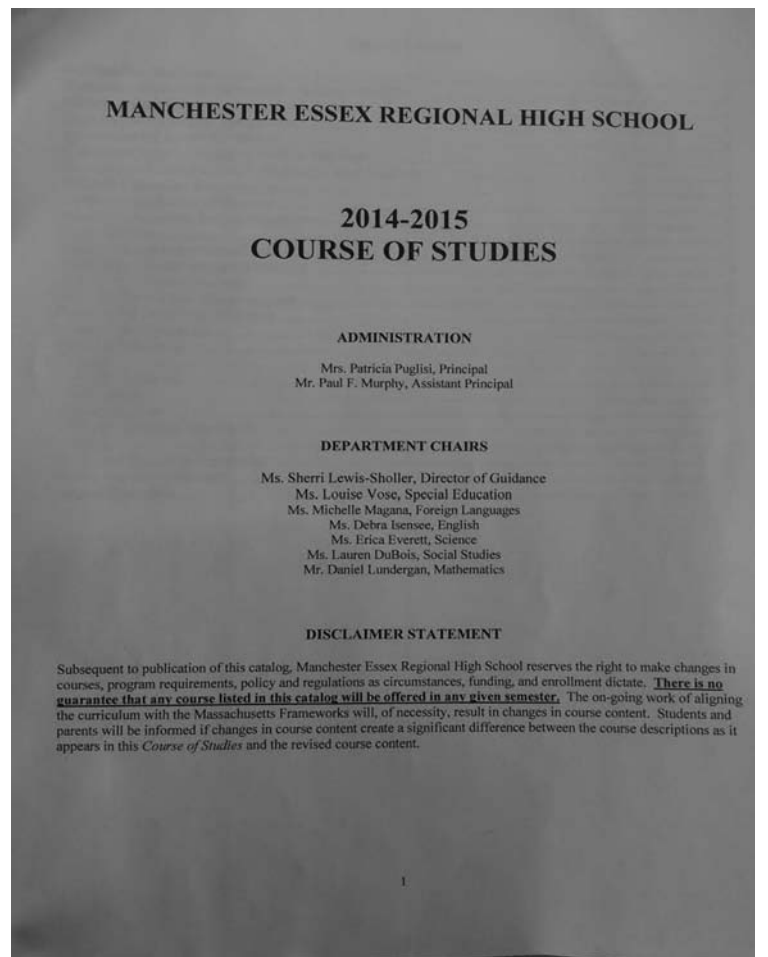 MANCHESTER ESSEX REGIONAL HIGH SCHOOL
2014-2015
COURSE OF STUDIES
ADMINISTRATION
Mrs. Patricia Puglisi, Principal
Mr. Paul F. Murphy, Assistant Principal
DEPARTMENT CHAIRS
Ms. Sherri Lewis-Sholler, Director of Guidance
Ms. Louise Vose, Special Education
Ms. Michelle Magana, Foreign Languages
Ms. Debra Isensee, English
Ms. Erica Everett, Science
Ms. Lauren DuBois, Social Studies
Mr. Daniel Lundergan, Mathematics
DISCLAIMER STATEMENT
Subsequent to publication of this catalog, Manchester Essex Regional High School reserves the right to make changes in
courses, program requirements, policy and regulations as circumstances, funding, and enrollment dictate. There is no
guarantee that any course listed in this catalog will be offered in any given semester. The on-going work of aligning
the curriculum with the Massachusetts Frameworks will, of necessity, result in changes in course content. Students and
parents will be informed if changes in course content create a significant difference between the course descriptions as it
appears in this Course of Studies and the revised course content.
1